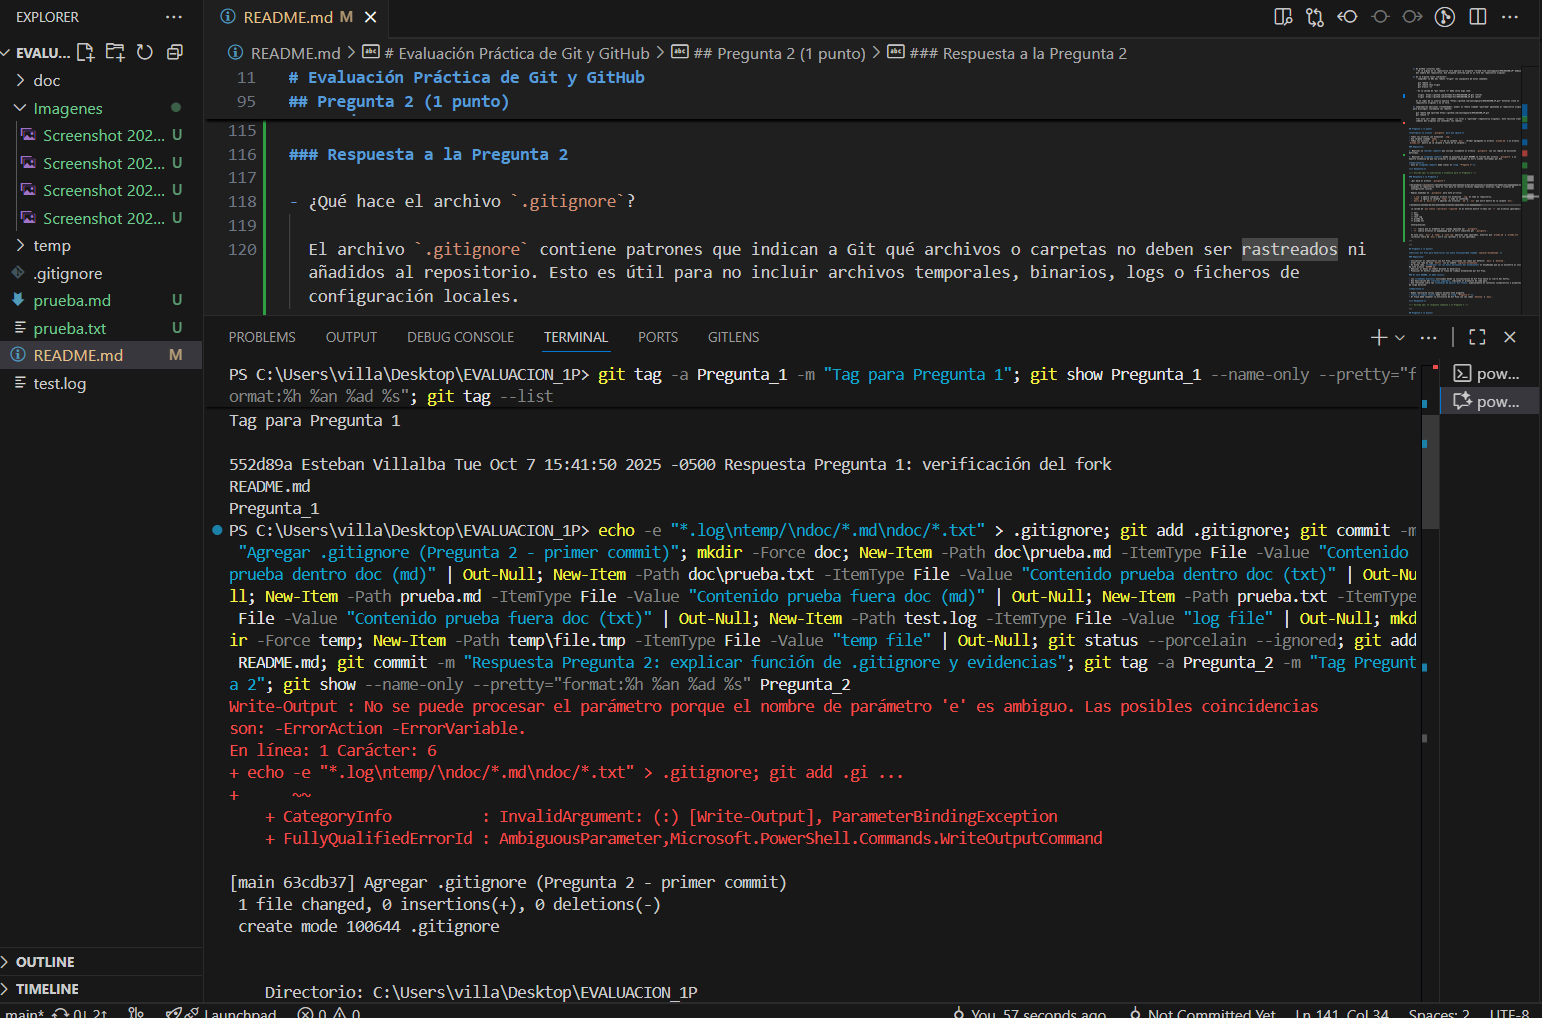 EXPLORER
EVALU...
doc
Imagenes
Screenshot 202... U
Screenshot 202... U
Screenshot 202... U
Screenshot 202... U
temp
.gitignore
prueba.md U
prueba.txt U
README.md M
test.log
OUTLINE
TIMELINE
README.md M
README.md > # Evaluación Práctica de Git y GitHub > ## Pregunta 2 (1 punto) > ### Respuesta a la Pregunta 2
11 # Evaluación Práctica de Git y GitHub
95 ## Pregunta 2 (1 punto)
115
116 ### Respuesta a la Pregunta 2
117
118 - ¿Qué hace el archivo `.gitignore`?
119
120 El archivo `.gitignore` contiene patrones que indican a Git qué archivos o carpetas no deben ser rastreados ni
añadidos al repositorio. Esto es útil para no incluir archivos temporales, binarios, logs o ficheros de
configuración locales.
PROBLEMS OUTPUT DEBUG CONSOLE TERMINAL PORTS GITLENS
pow...
pow...
PS C:\Users\villa\Desktop\EVALUACION_1P> git tag -a Pregunta_1 -m "Tag para Pregunta 1"; git show Pregunta_1 --name-only --pretty="f
ormat:%h %an %ad %s"; git tag --list
Tag para Pregunta 1
552d89a Esteban Villalba Tue Oct 7 15:41:50 2025 -0500 Respuesta Pregunta 1: verificación del fork
README.md
Pregunta_1
PS C:\Users\villa\Desktop\EVALUACION_1P> echo -e "*.log\ntemp/\ndoc/*.md\ndoc/*.txt" > .gitignore; git add .gitignore; git commit -m
"Agregar .gitignore (Pregunta 2 - primer commit)"; mkdir -Force doc; New-Item -Path doc\prueba.md -ItemType File -Value "Contenido
prueba dentro doc (md)" | Out-Null; New-Item -Path doc\prueba.txt -ItemType File -Value "Contenido prueba dentro doc (txt)" | Out-Nu
ll; New-Item -Path prueba.md -ItemType File -Value "Contenido prueba fuera doc (md)" | Out-Null; New-Item -Path prueba.txt -ItemType
File -Value "Contenido prueba fuera doc (txt)" | Out-Null; New-Item -Path test.log -ItemType File -Value "log file" | Out-Null; mkd
ir -Force temp; New-Item -Path temp\file.tmp -ItemType File -Value "temp file" | Out-Null; git status --porcelain --ignored; git add
README.md; git commit -m "Respuesta Pregunta 2: explicar función de .gitignore y evidencias"; git tag -a Pregunta_2 -m "Tag Pregunt
a 2"; git show --name-only --pretty="format:%h %an %ad %s" Pregunta_2
Write-Output : No se puede procesar el parámetro porque el nombre de parámetro 'e' es ambiguo. Las posibles coincidencias
son: -ErrorAction -ErrorVariable.
En línea: 1 Carácter: 6
+ echo -e "*.log\ntemp/\ndoc/*.md\ndoc/*.txt" > .gitignore; git add .gi ...
+ ~~
+ CategoryInfo : InvalidArgument: (:) [Write-Output], ParameterBindingException
+ FullyQualifiedErrorId : AmbiguousParameter,Microsoft.PowerShell.Commands.WriteOutputCommand
[main 63cdb37] Agregar .gitignore (Pregunta 2 - primer commit)
1 file changed, 0 insertions(+), 0 deletions(-)
create mode 100644 .gitignore
Directorio: C:\Users\villa\Desktop\EVALUACION_1P
main* 0↓ 2↑ Launchpad 0 0 You, 57 seconds ago Not Committed Yet Ln 141, Col 34 Spaces: 2 UTF-8